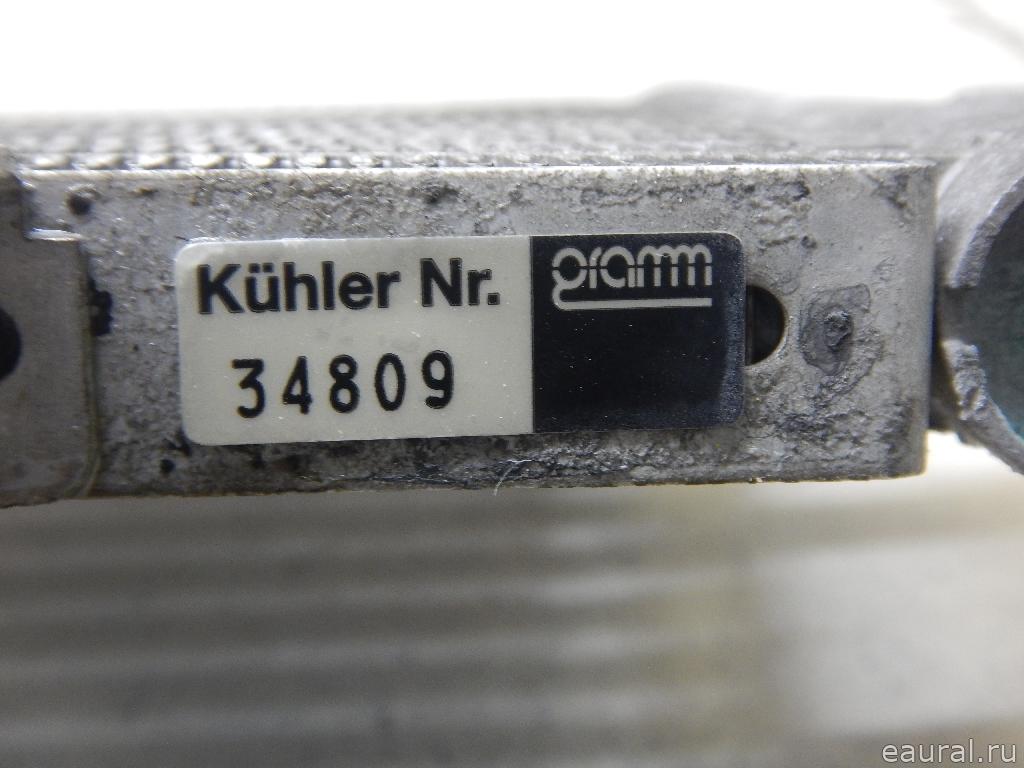 Kühler Nr.
34809
gramm
eaural.ru